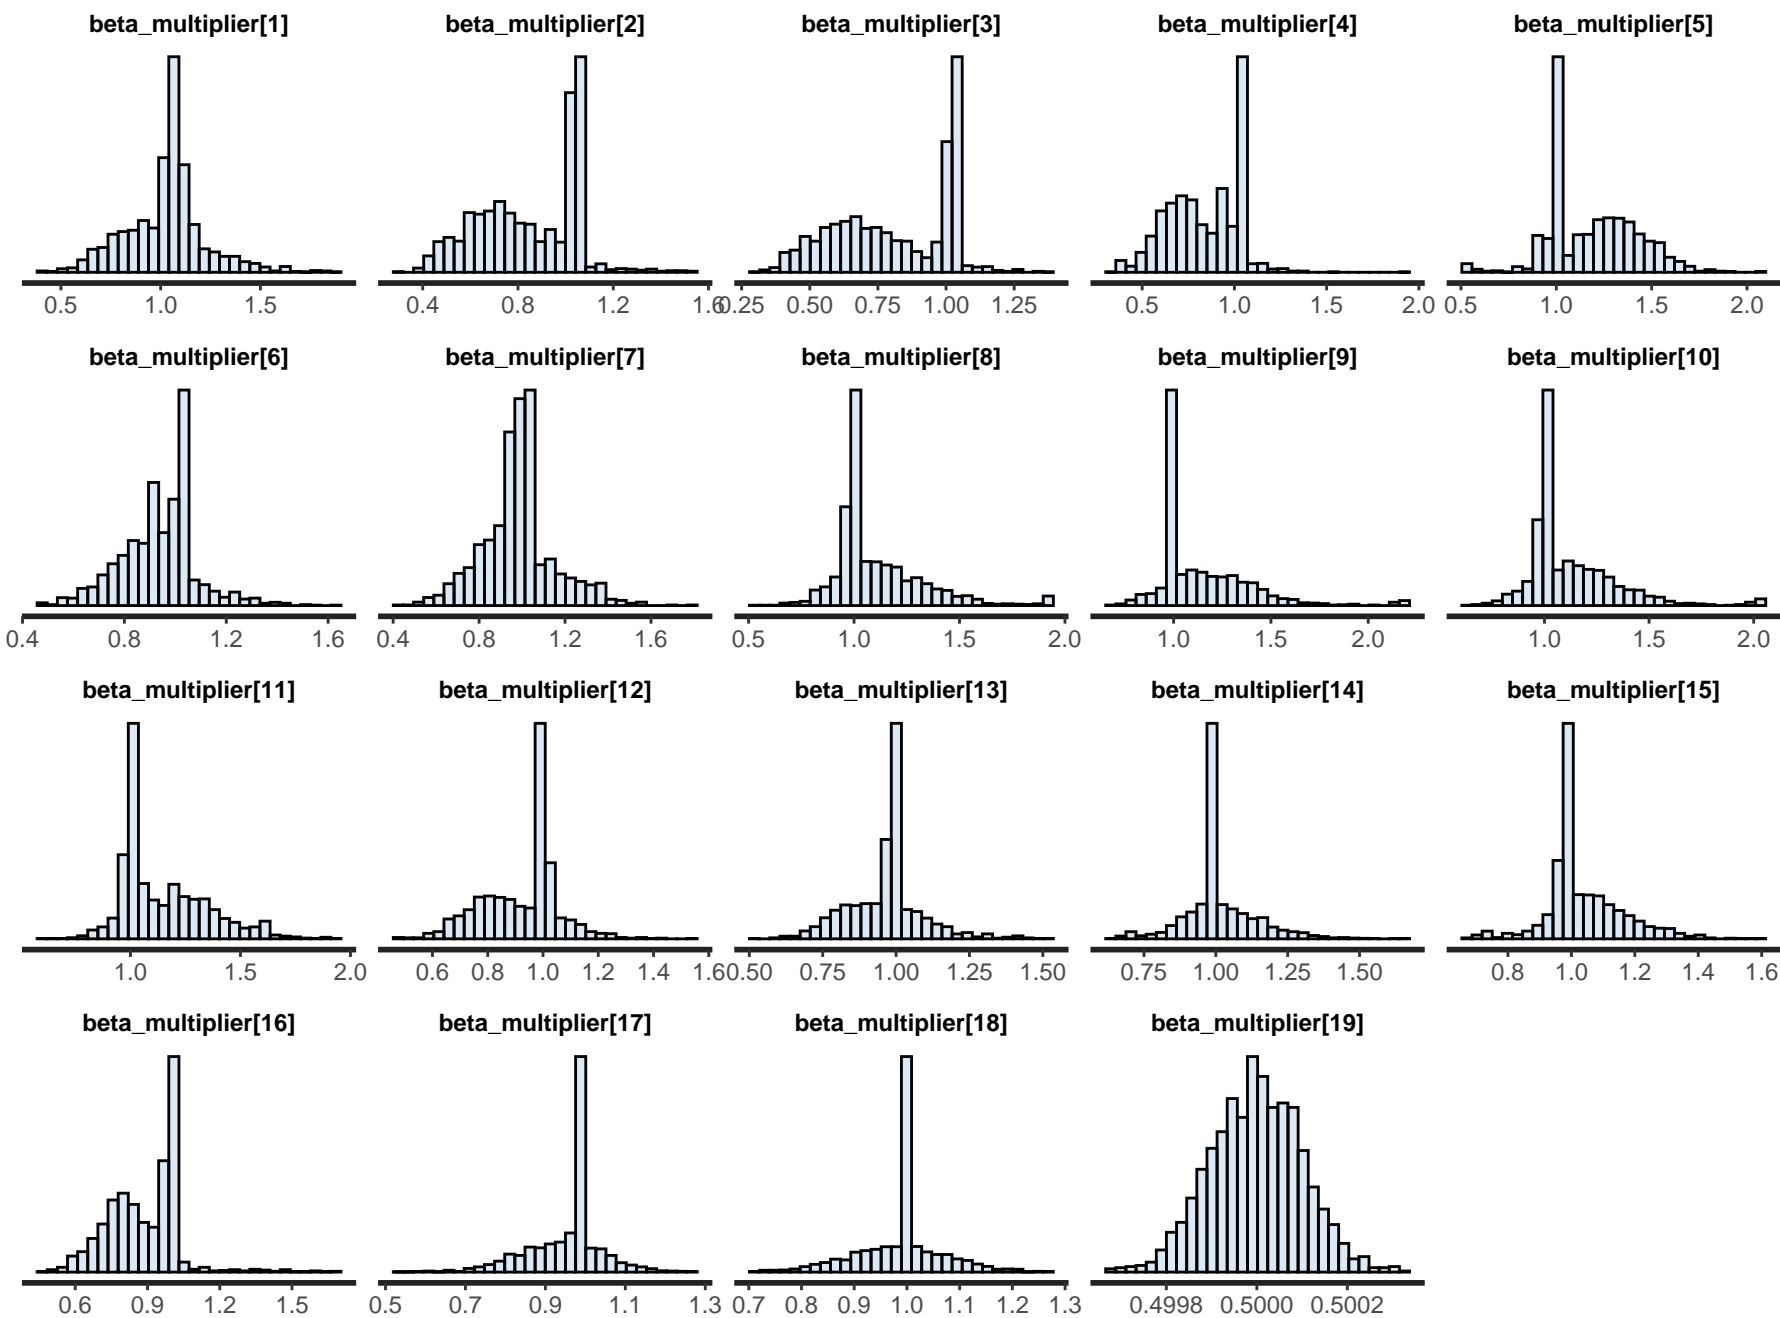 beta_multiplier[1] beta_multiplier[2] beta_multiplier[3] beta_multiplier[4] beta_multiplier[5]
0.5 1.0 1.5 0.4 0.8 1.2 1.6 0.25 0.50 0.75 1.00 1.25 0.5 1.0 1.5 2.0 0.5 1.0 1.5 2.0
beta_multiplier[6] beta_multiplier[7] beta_multiplier[8] beta_multiplier[9] beta_multiplier[10]
0.4 0.8 1.2 1.6 0.4 0.8 1.2 1.6 0.5 1.0 1.5 2.0 1.0 1.5 2.0 1.0 1.5 2.0
beta_multiplier[11] beta_multiplier[12] beta_multiplier[13] beta_multiplier[14] beta_multiplier[15]
1.0 1.5 2.0 0.6 0.8 1.0 1.2 1.4 1.6 0.50 0.75 1.00 1.25 1.50 0.75 1.00 1.25 1.50 0.8 1.0 1.2 1.4 1.6
beta_multiplier[16] beta_multiplier[17] beta_multiplier[18] beta_multiplier[19]
0.6 0.9 1.2 1.5 0.5 0.7 0.9 1.1 1.3 0.7 0.8 0.9 1.0 1.1 1.2 1.3 0.4998 0.5000 0.5002